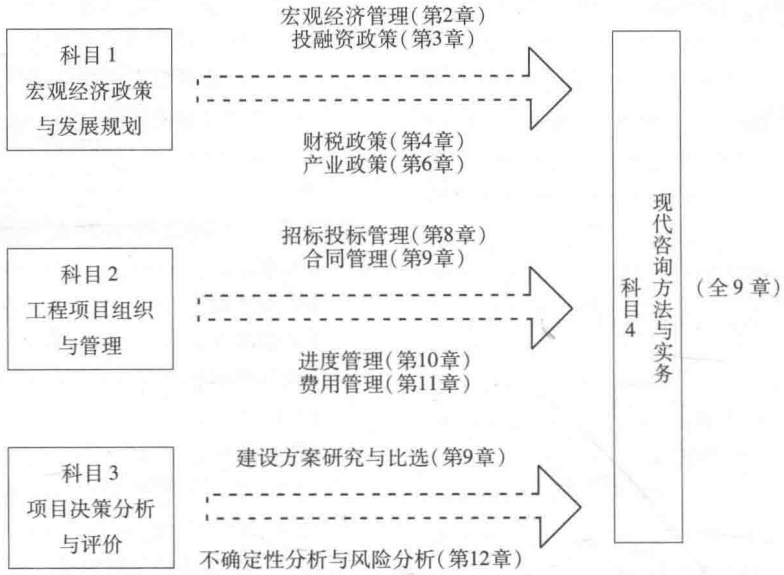 宏观经济管理(第2章)
投融资政策(第3章)
科目1
宏观经济政策
与发展规划
财税政策(第4章)
产业政策(第6章)
招标投标管理(第8章)
合同管理(第9章)
科目2
工程项目组织
与管理
进度管理(第10章)
费用管理(第11章)
建设方案研究与比选(第9章)
科目3
项目决策分析
与评价
不确定性分析与风险分析(第12章)
科目4
现代咨询方法与实务
(全9章)